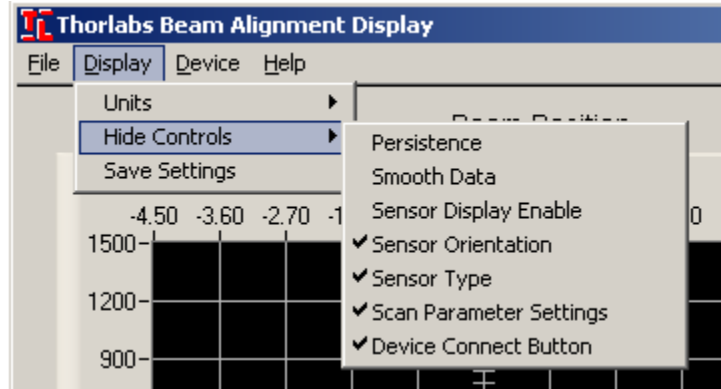 Thorlabs Beam Alignment Display
File Display Device Help
Units
Hide Controls
Save Settings
Persistence
Smooth Data
Sensor Display Enable
Sensor Orientation
Sensor Type
Scan Parameter Settings
Device Connect Button
-4.50 -3.60 -2.70
1500
1200
900